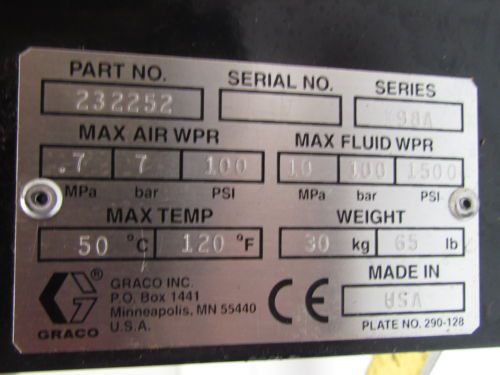 PART NO. SERIAL NO. SERIES
232252 98A
MAX AIR WPR MAX FLUID WPR
.7 7 100 10 100 1500
MPa bar PSI MPa bar PSI
MAX TEMP WEIGHT
50 °C 120 °F 30 kg 65 lb
MADE IN
USA
GRACO INC.
P.O. Box 1441
Minneapolis, MN 55440
U.S.A.
® GRACO
CE
PLATE NO. 290-128